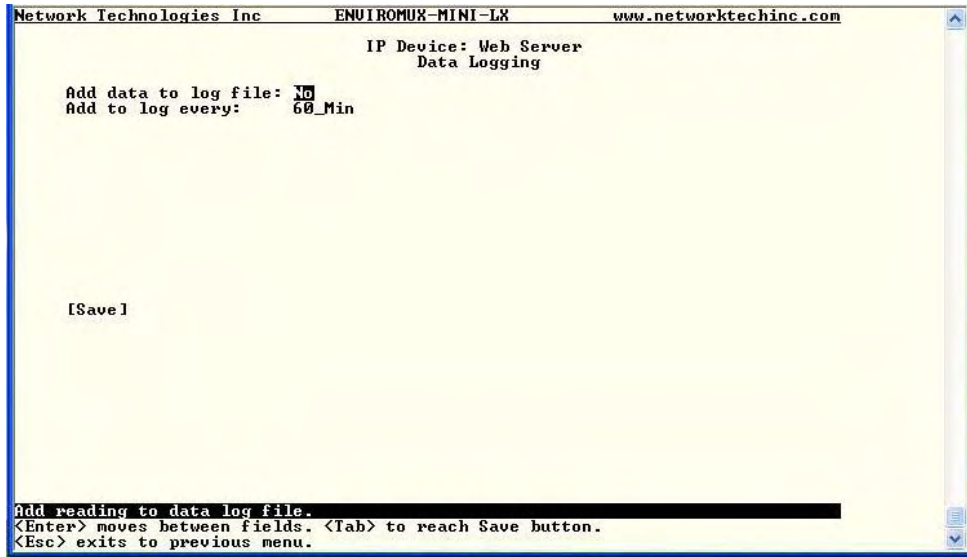 Network Technologies Inc ENVIROMUX-MINI-LX www.networktechinc.com
IP Device: Web Server
Data Logging
Add data to log file: No
Add to log every: 60_Min
[Save]
Add reading to data log file.
<Enter> moves between fields. <Tab> to reach Save button.
<Esc> exits to previous menu.